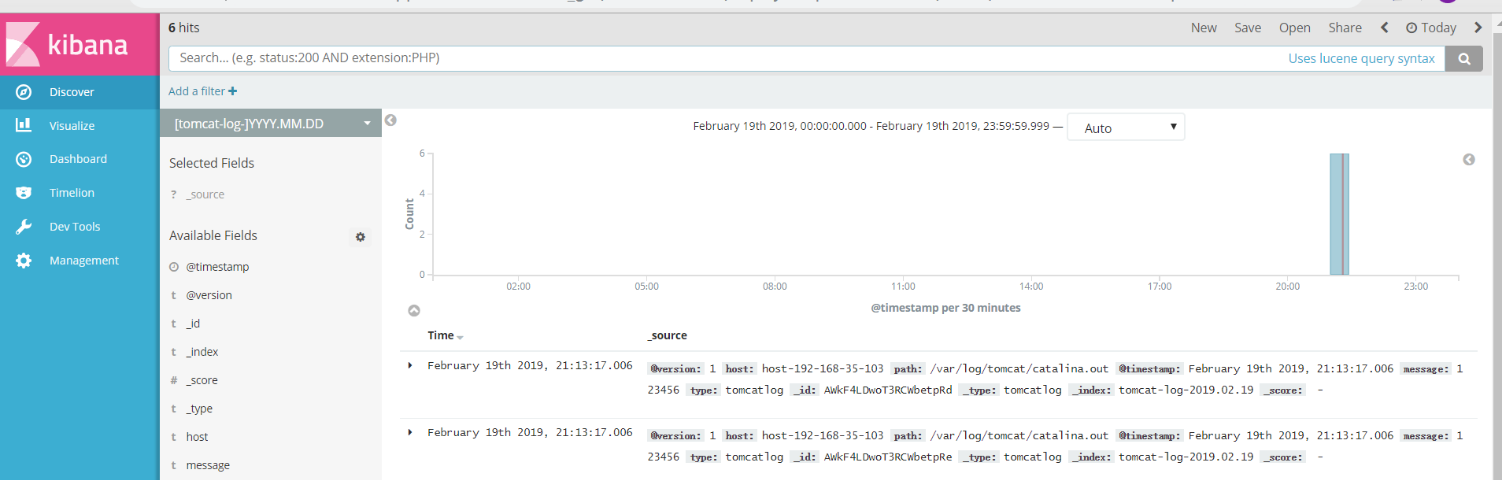 6 hits
New Save Open Share Today
kibana
Search... (e.g. status:200 AND extension:PHP)
Uses lucene query syntax
Discover
Add a filter +
Visualize
Dashboard
Timelion
Dev Tools
Management
[tomcat-log-]YYYY.MM.DD
Selected Fields
? _source
Available Fields
@timestamp
t @version
t _id
t _index
# _score
t _type
t host
t message
February 19th 2019, 00:00:00.000 - February 19th 2019, 23:59:59.999 — Auto
Count
6
4
2
0
02:00 05:00 08:00 11:00 14:00 17:00 20:00 23:00
@timestamp per 30 minutes
Time _source
February 19th 2019, 21:13:17.006
@version: 1 host: host-192-168-35-103 path: /var/log/tomcat/catalina.out @timestamp: February 19th 2019, 21:13:17.006 message: 1
23456 type: tomcatlog _id: AWkF4LDwoT3RCWbetpRd _type: tomcatlog _index: tomcat-log-2019.02.19 _score: -
February 19th 2019, 21:13:17.006
@version: 1 host: host-192-168-35-103 path: /var/log/tomcat/catalina.out @timestamp: February 19th 2019, 21:13:17.006 message: 1
23456 type: tomcatlog _id: AWkF4LDwoT3RCWbetpRe _type: tomcatlog _index: tomcat-log-2019.02.19 _score: -